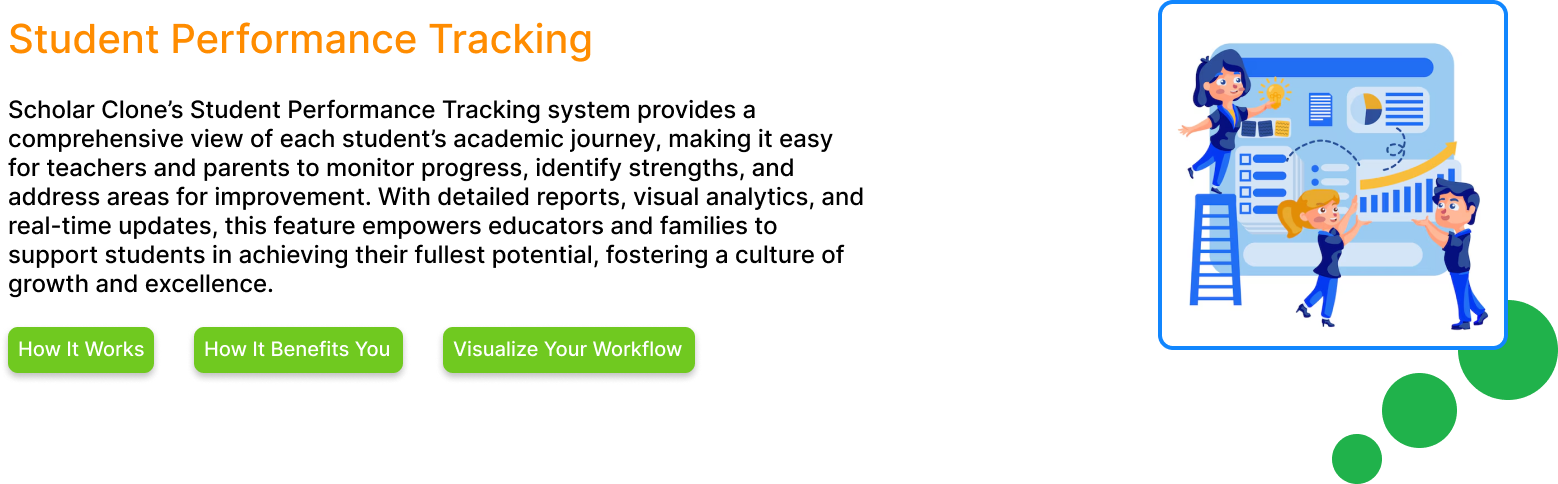 Student Performance Tracking
Scholar Clone’s Student Performance Tracking system provides a
comprehensive view of each student’s academic journey, making it easy
for teachers and parents to monitor progress, identify strengths, and
address areas for improvement. With detailed reports, visual analytics, and
real-time updates, this feature empowers educators and families to
support students in achieving their fullest potential, fostering a culture of
growth and excellence.
How It Works
How It Benefits You
Visualize Your Workflow